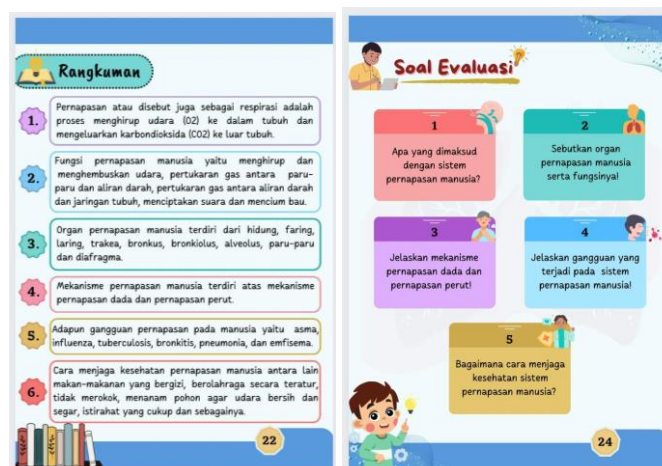 Rangkuman
1.
Pernapasan atau disebut juga sebagai respirasi adalah
proses menghirup udara (O2) ke dalam tubuh dan
mengeluarkan karbondioksida (CO2) ke luar tubuh.
2.
Fungsi pernapasan manusia yaitu menghirup dan
menghembuskan udara, pertukaran gas antara paru-
paru dan aliran darah, pertukaran gas antara aliran darah
dan jaringan tubuh, menciptakan suara dan mencium bau.
3.
Organ pernapasan manusia terdiri dari hidung, faring,
laring, trakea, bronkus, bronkiolus, alveolus, paru-paru
dan diafragma.
4.
Mekanisme pernapasan manusia terdiri atas mekanisme
pernapasan dada dan pernapasan perut.
5.
Adapun gangguan pernapasan pada manusia yaitu asma,
influenza, tuberculosis, bronkitis, pneumonia, dan emfisema.
6.
Cara menjaga kesehatan pernapasan manusia antara lain
makan-makanan yang bergizi, berolahraga secara teratur,
tidak merokok, menanam pohon agar udara bersih dan
segar, istirahat yang cukup dan sebagainya.
22
Soal Evaluasi
1
Apa yang dimaksud
dengan sistem
pernapasan manusia?
2
Sebutkan organ
pernapasan manusia
serta fungsinya!
3
Jelaskan mekanisme
pernapasan dada dan
pernapasan perut!
4
Jelaskan gangguan yang
terjadi pada sistem
pernapasan manusia!
5
Bagaimana cara menjaga
kesehatan sistem
pernapasan manusia?
24